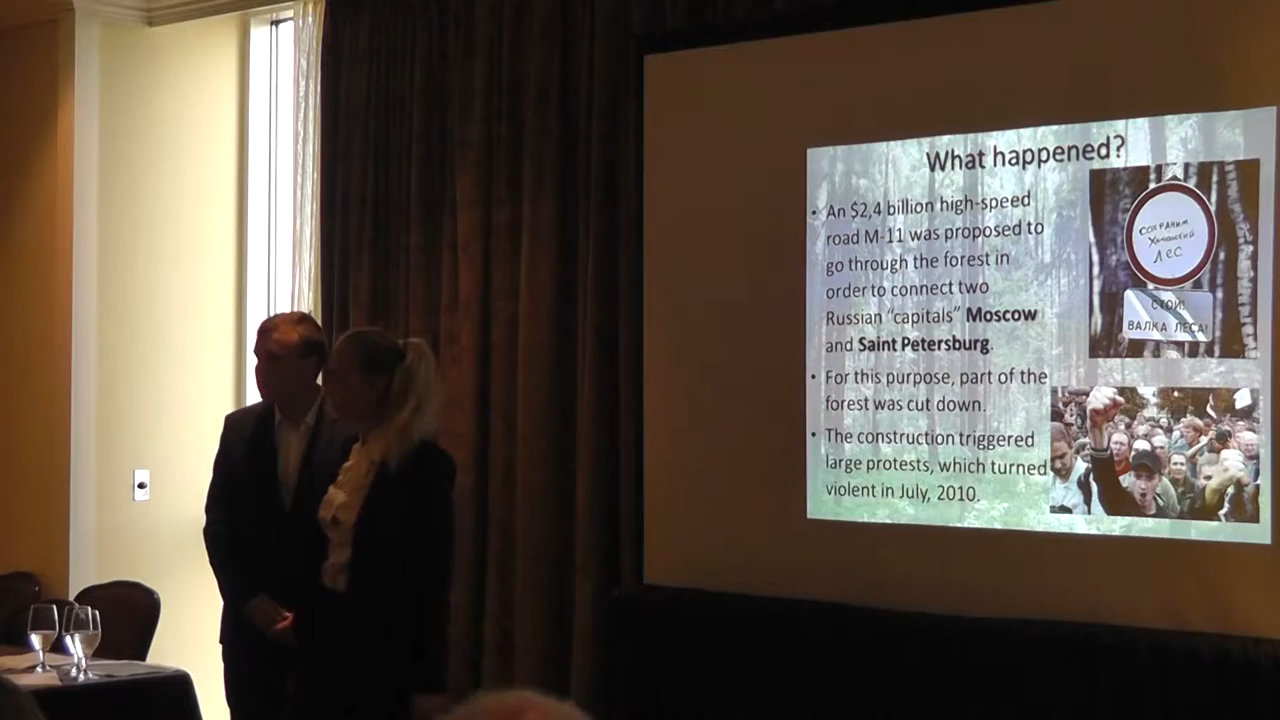 What happened?
• An $2,4 billion high-speed
road M-11 was proposed to
go through the forest in
order to connect two
Russian “capitals” Moscow
and Saint Petersburg.
• For this purpose, part of the
forest was cut down.
• The construction triggered
large protests, which turned
violent in July, 2010.
СОХРАНИМ
Химкинский
ЛЕС
СТОЙ!
ВАЛКА ЛЕСА!